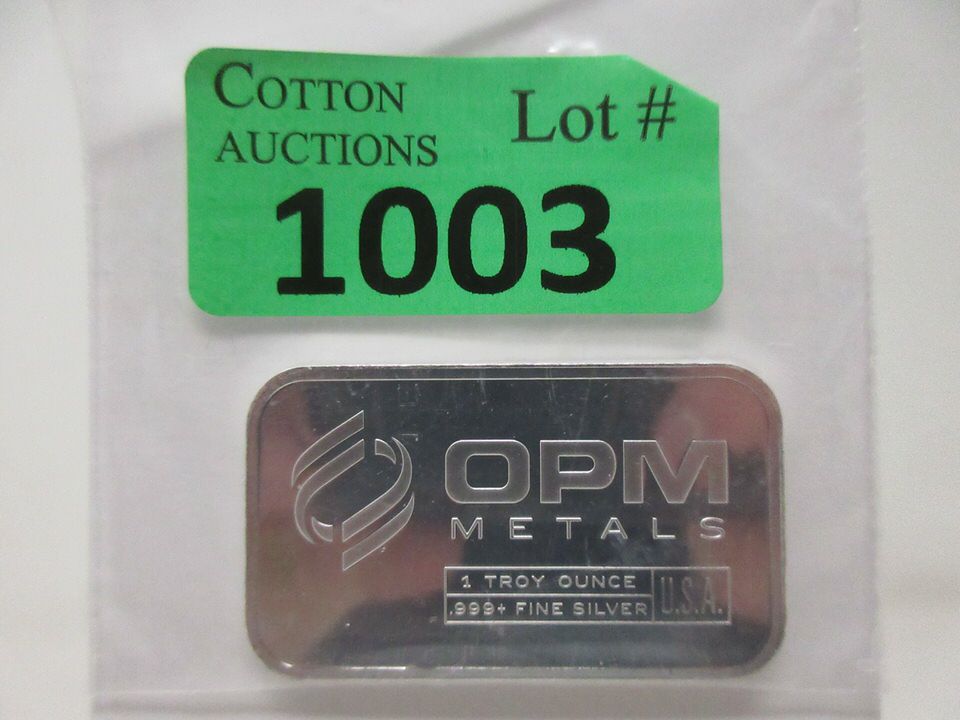 COTTON
AUCTIONS
Lot #
1003
OPM
METALS
1 TROY OUNCE
.999+ FINE SILVER
U.S.A.